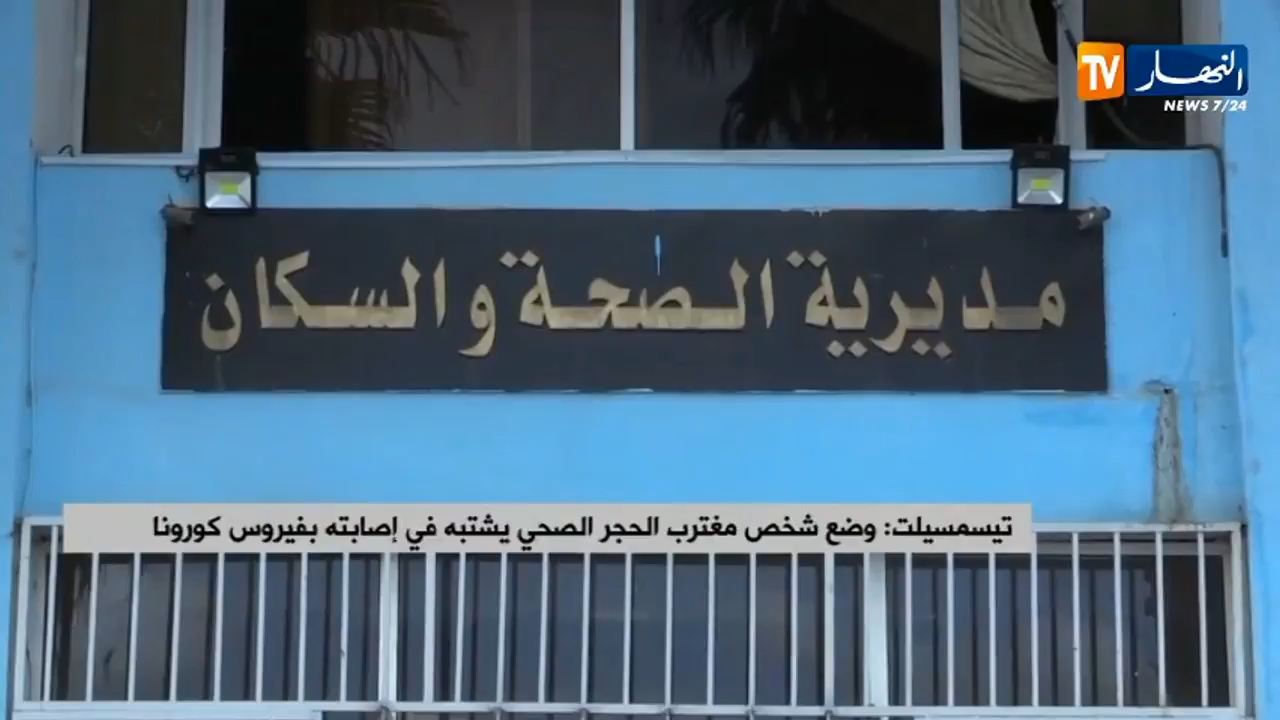 النهار TV
NEWS 7/24
مديرية الصحة والسكان
تيسمسيلت: وضع شخص مغترب الحجر الصحي يشتبه في إصابته بفيروس كورونا